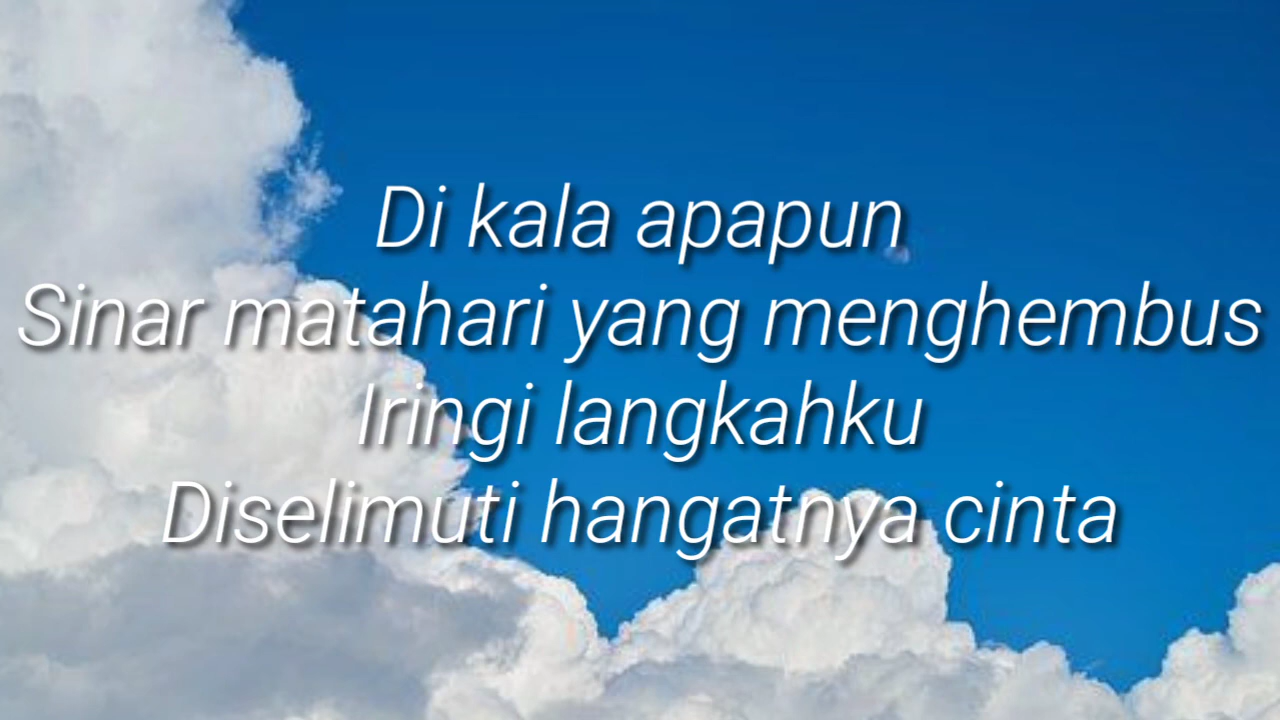 Di kala apapun
Sinar matahari yang menghembus
Iringi langkahku
Diselimuti hangatnya cinta